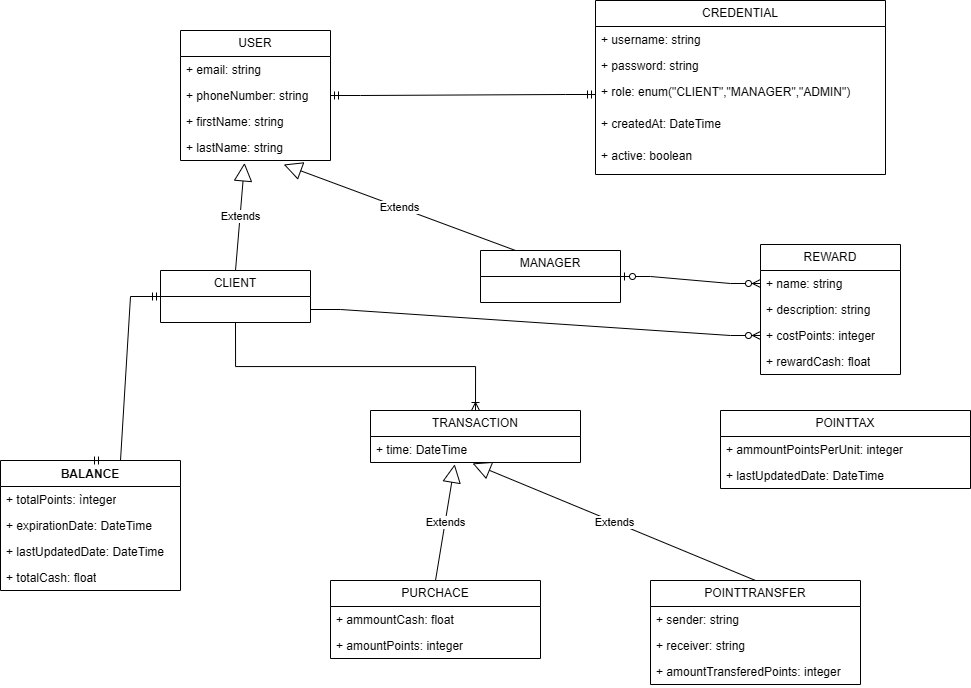 CREDENTIAL
+ username: string
+ password: string
+ role: enum("CLIENT","MANAGER","ADMIN")
+ createdAt: DateTime
+ active: boolean
USER
+ email: string
+ phoneNumber: string
+ firstName: string
+ lastName: string
Extends
Extends
MANAGER
REWARD
+ name: string
+ description: string
+ costPoints: integer
+ rewardCash: float
CLIENT
TRANSACTION
+ time: DateTime
POINTTAX
+ ammountPointsPerUnit: integer
+ lastUpdatedDate: DateTime
BALANCE
+ totalPoints: ìnteger
+ expirationDate: DateTime
+ lastUpdatedDate: DateTime
+ totalCash: float
Extends
Extends
PURCHACE
+ ammountCash: float
+ amountPoints: integer
POINTTRANSFER
+ sender: string
+ receiver: string
+ amountTransferedPoints: integer